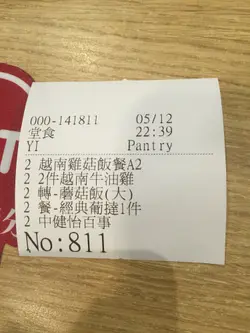 000-141811 05/12
堂食 22:39
YI Pantry
2 越南雞菇飯餐A2
2 2件越南牛油雞
2 轉-蘑菇飯(大)
2 餐-經典葡撻1件
2 中健怡百事
No:811